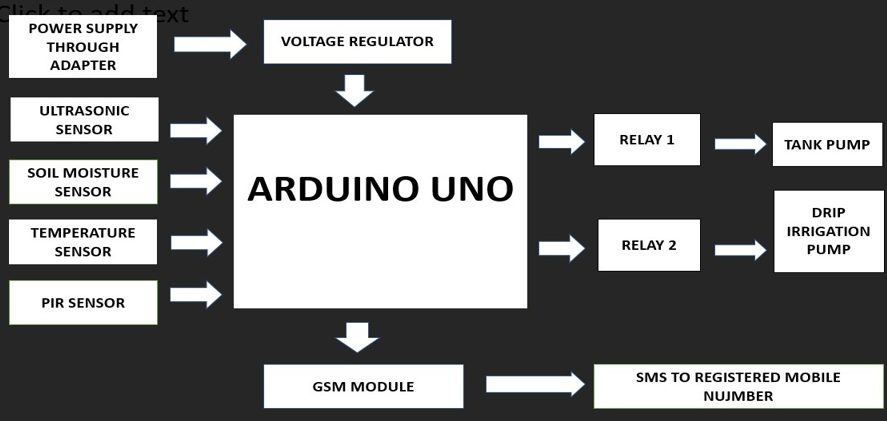 Click to add text
POWER SUPPLY
THROUGH
ADAPTER
VOLTAGE REGULATOR
ULTRASONIC
SENSOR
SOIL MOISTURE
SENSOR
TEMPERATURE
SENSOR
PIR SENSOR
ARDUINO UNO
RELAY 1
TANK PUMP
RELAY 2
DRIP
IRRIGATION
PUMP
GSM MODULE
SMS TO REGISTERED MOBILE
NUJMBER